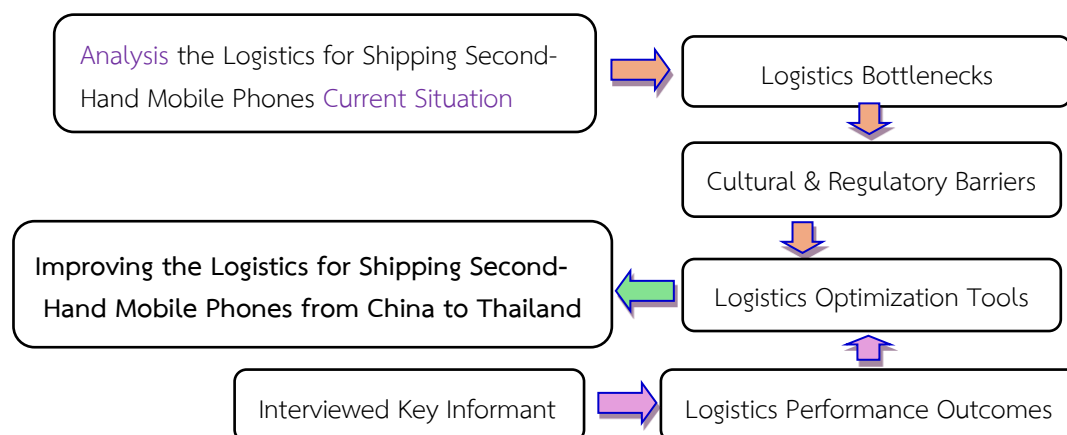 Analysis the Logistics for Shipping Second-
Hand Mobile Phones Current Situation
Logistics Bottlenecks
Cultural & Regulatory Barriers
Improving the Logistics for Shipping Second-
Hand Mobile Phones from China to Thailand
Logistics Optimization Tools
Interviewed Key Informant
Logistics Performance Outcomes